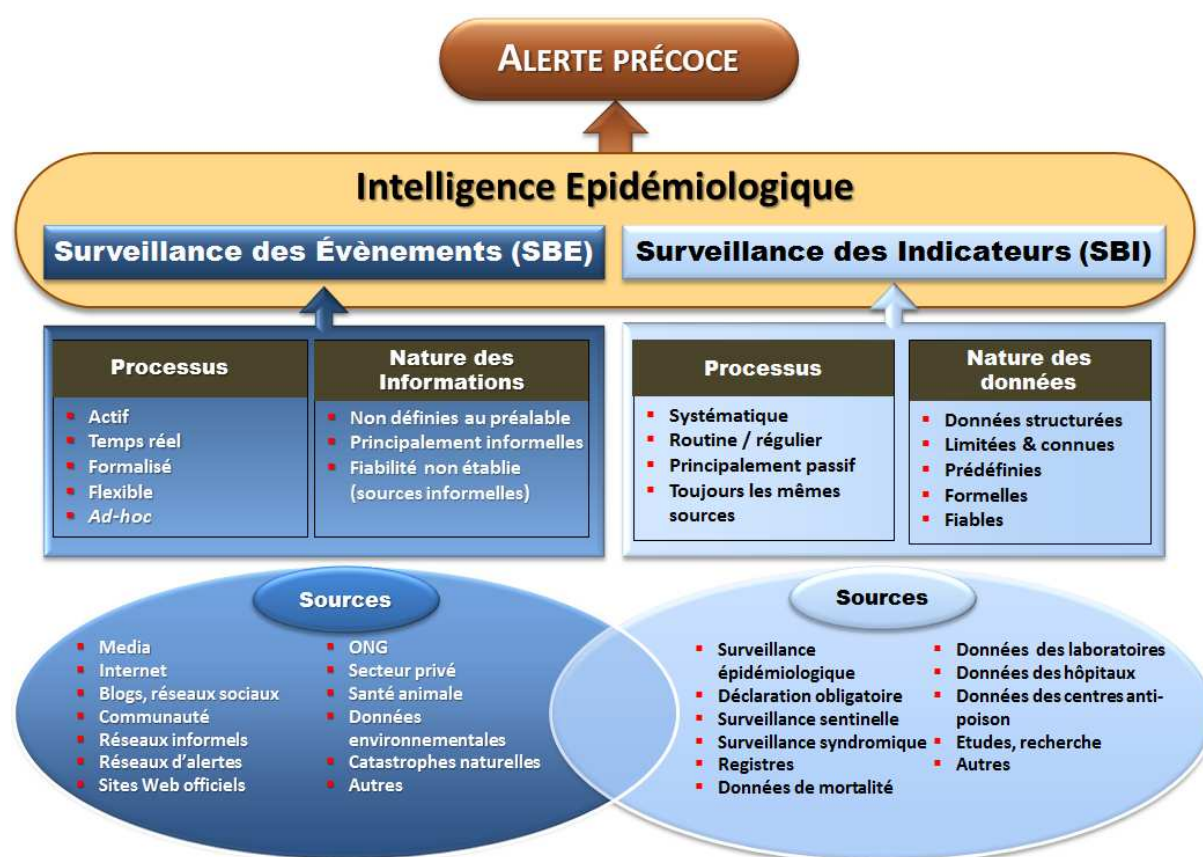 ALERTE PRÉCOCE
Intelligence Epidémiologique
Surveillance des Évènements (SBE)
Surveillance des Indicateurs (SBI)
Processus
Actif
Temps réel
Formalisé
Flexible
Ad-hoc
Nature des
Informations
Non définies au préalable
Principalement informelles
Fiabilité non établie
(sources informelles)
Processus
Systématique
Routine / régulier
Principalement passif
Toujours les mêmes
sources
Nature des
données
Données structurées
Limitées & connues
Prédéfinies
Formelles
Fiables
Sources
Media
Internet
Blogs, réseaux sociaux
Communauté
Réseaux informels
Réseaux d'alertes
Sites Web officiels
ONG
Secteur privé
Santé animale
Données
environnementales
Catastrophes naturelles
Autres
Sources
Surveillance
épidémiologique
Déclaration obligatoire
Surveillance sentinelle
Surveillance syndromique
Registres
Données de mortalité
Données des laboratoires
Données des hôpitaux
Données des centres anti-
poison
Etudes, recherche
Autres